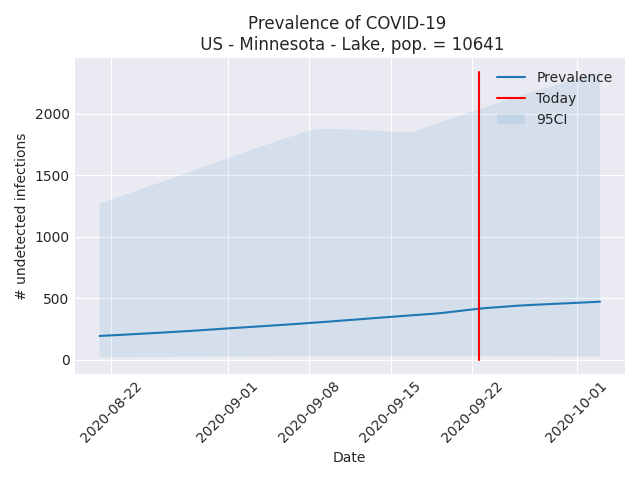 Prevalence of COVID-19
US - Minnesota - Lake, pop. = 10641
Prevalence
Today
95CI
# undetected infections
2000
1500
1000
500
0
2020-08-22
2020-09-01
2020-09-08
2020-09-15
2020-09-22
2020-10-01
Date